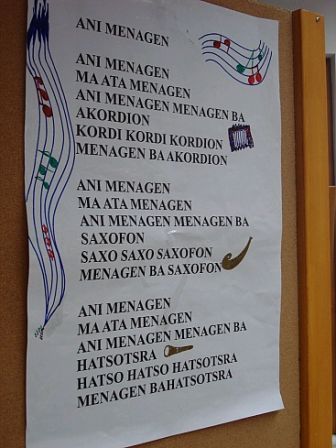 ANI MENAGEN
ANI MENAGEN
MA ATA MENAGEN
ANI MENAGEN MENAGEN BA
AKORDION
KORDI KORDI KORDION
MENAGEN BA AKORDION
ANI MENAGEN
MA ATA MENAGEN
ANI MENAGEN MENAGEN BA
SAXOFON
SAXO SAXO SAXOFON
MENAGEN BA SAXOFON
ANI MENAGEN
MA ATA MENAGEN
ANI MENAGEN MENAGEN BA
HATSOTSRA
HATSO HATSO HATSOTSRA
MENAGEN BAHATSOTSRA